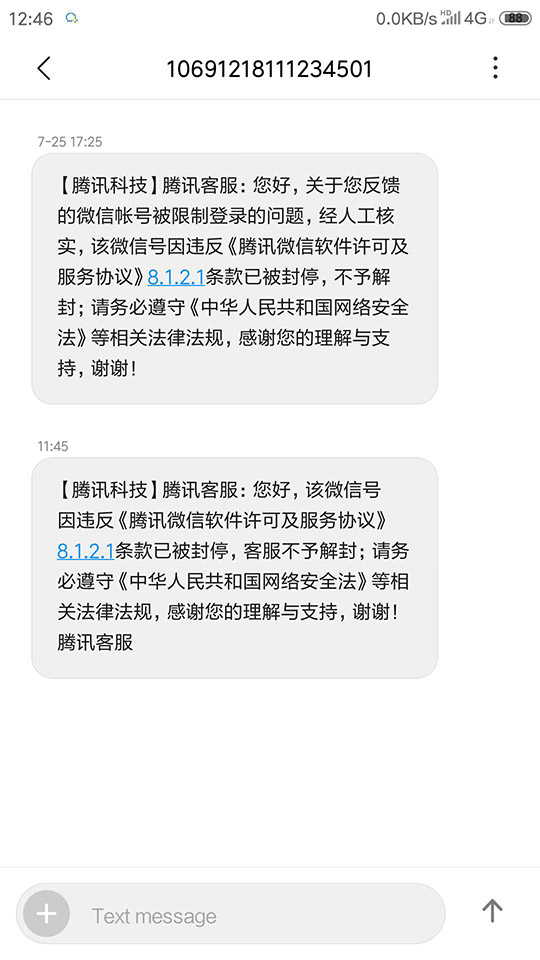 12:46 0.0KB/s HD 4G 88
10691218111234501
7-25 17:25
【腾讯科技】腾讯客服：您好，关于您反馈
的微信帐号被限制登录的问题，经人工核
实，该微信号因违反《腾讯微信软件许可及
服务协议》8.1.2.1条款已被封停，不予解
封；请务必遵守《中华人民共和国网络安全
法》等相关法律法规，感谢您的理解与支
持，谢谢！
11:45
【腾讯科技】腾讯客服：您好，该微信号
因违反《腾讯微信软件许可及服务协议》
8.1.2.1条款已被封停，客服不予解封；请务
必遵守《中华人民共和国网络安全法》等相
关法律法规，感谢您的理解与支持，谢谢！
腾讯客服
Text message